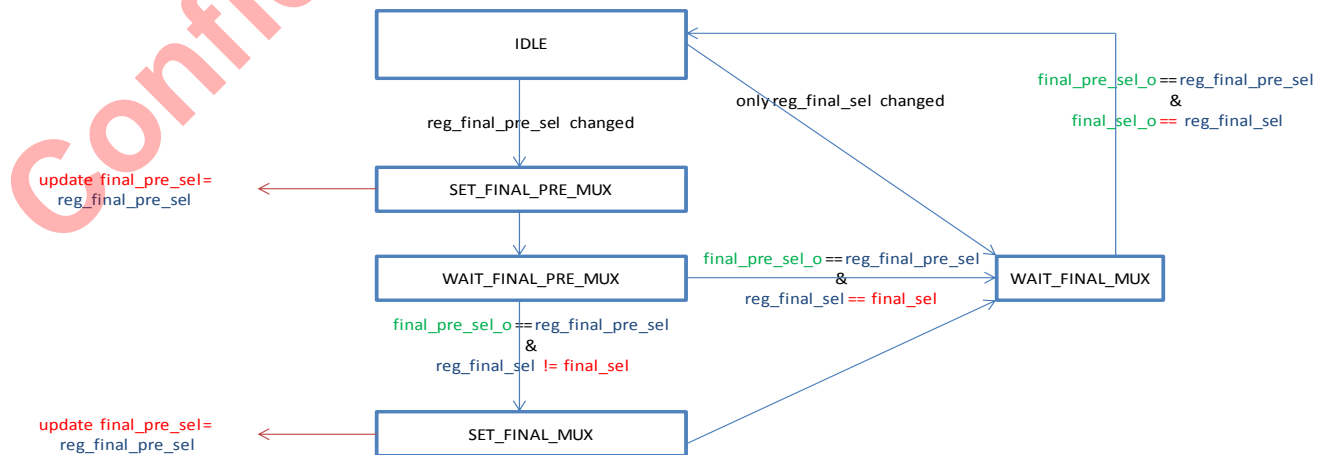 Confi
IDLE
final_pre_sel_o==reg_final_pre_sel
&
final_sel_o== reg_final_sel
only reg_final_sel changed
reg_final_pre_sel changed
update final_pre_sel=
reg_final_pre_sel
SET_FINAL_PRE_MUX
WAIT_FINAL_PRE_MUX
final_pre_sel_o==reg_final_pre_sel
&
reg_final_sel == final_sel
WAIT_FINAL_MUX
final_pre_sel_o==reg_final_pre_sel
&
reg_final_sel != final_sel
update final_pre_sel=
reg_final_pre_sel
SET_FINAL_MUX